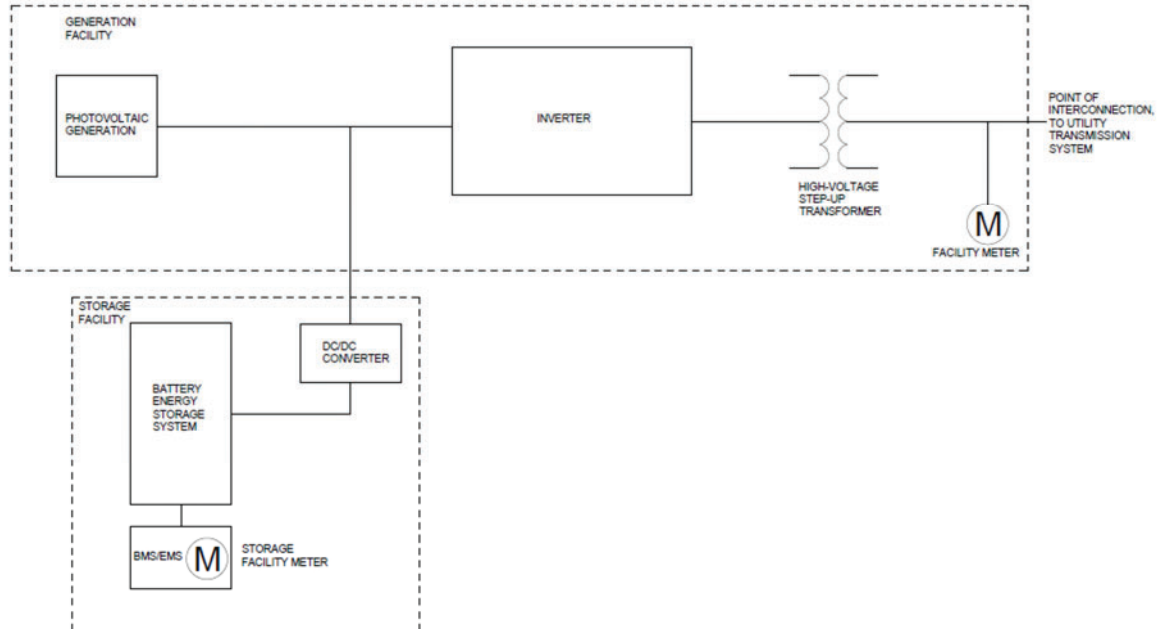 GENERATION
FACILITY
PHOTOVOLTAIC
GENERATION
INVERTER
HIGH-VOLTAGE
STEP-UP
TRANSFORMER
POINT OF
INTERCONNECTION,
TO UTILITY
TRANSMISSION
SYSTEM
M
FACILITY METER
STORAGE
FACILITY
DC/DC
CONVERTER
BATTERY
ENERGY
STORAGE
SYSTEM
BMS/EMS M
STORAGE
FACILITY METER